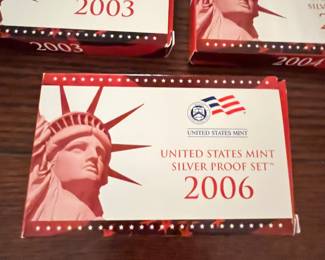 2003
2003
2004
UNITED STATES MINT
UNITED STATES MINT
SILVER PROOF SET™
2006